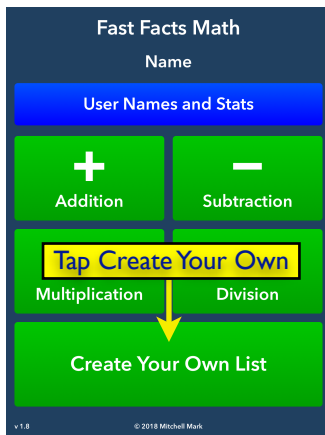 Fast Facts Math
Name
User Names and Stats
+ −
Addition Subtraction
Tap Create Your Own
Multiplication Division
Create Your Own List
v 1.8 © 2018 Mitchell Mark